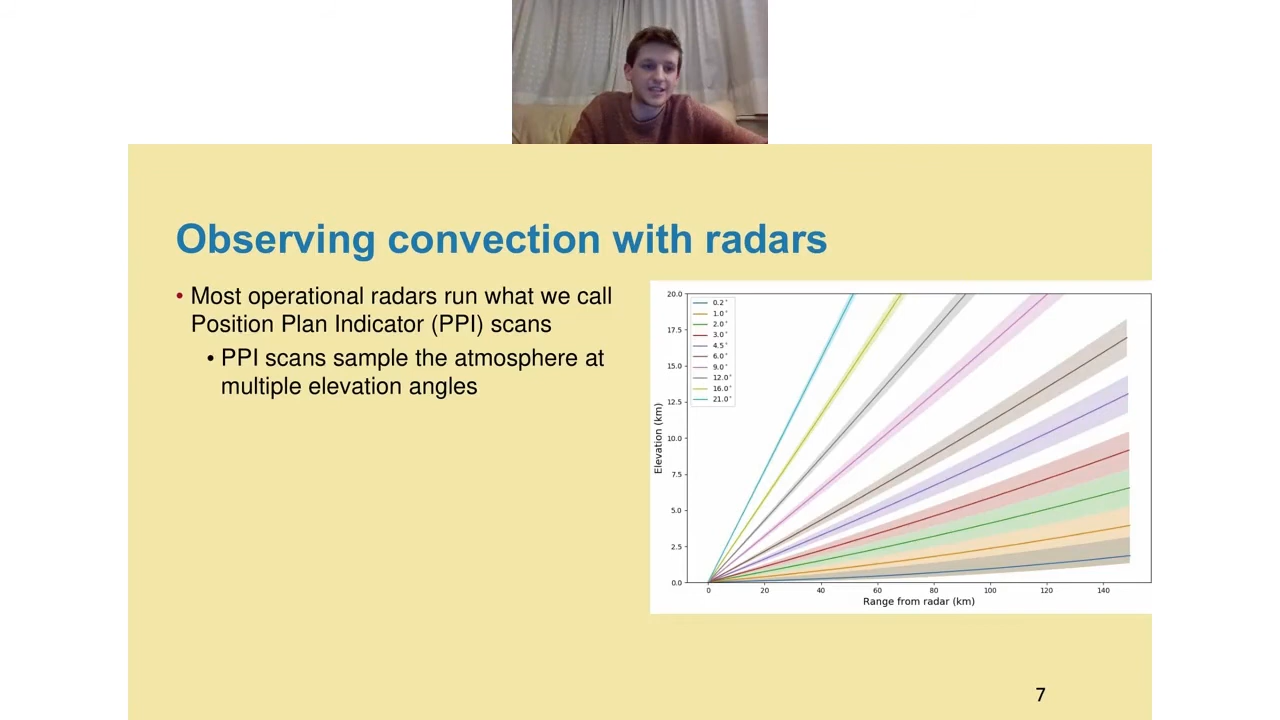 Observing convection with radars
• Most operational radars run what we call
Position Plan Indicator (PPI) scans
• PPI scans sample the atmosphere at
multiple elevation angles
20.0
17.5
15.0
12.5
10.0
7.5
5.0
2.5
0.0
Elevation (km)
0.2°
1.0°
2.0°
3.0°
4.5°
6.0°
9.0°
12.0°
16.0°
21.0°
0 20 40 60 80 100 120 140
Range from radar (km)
7